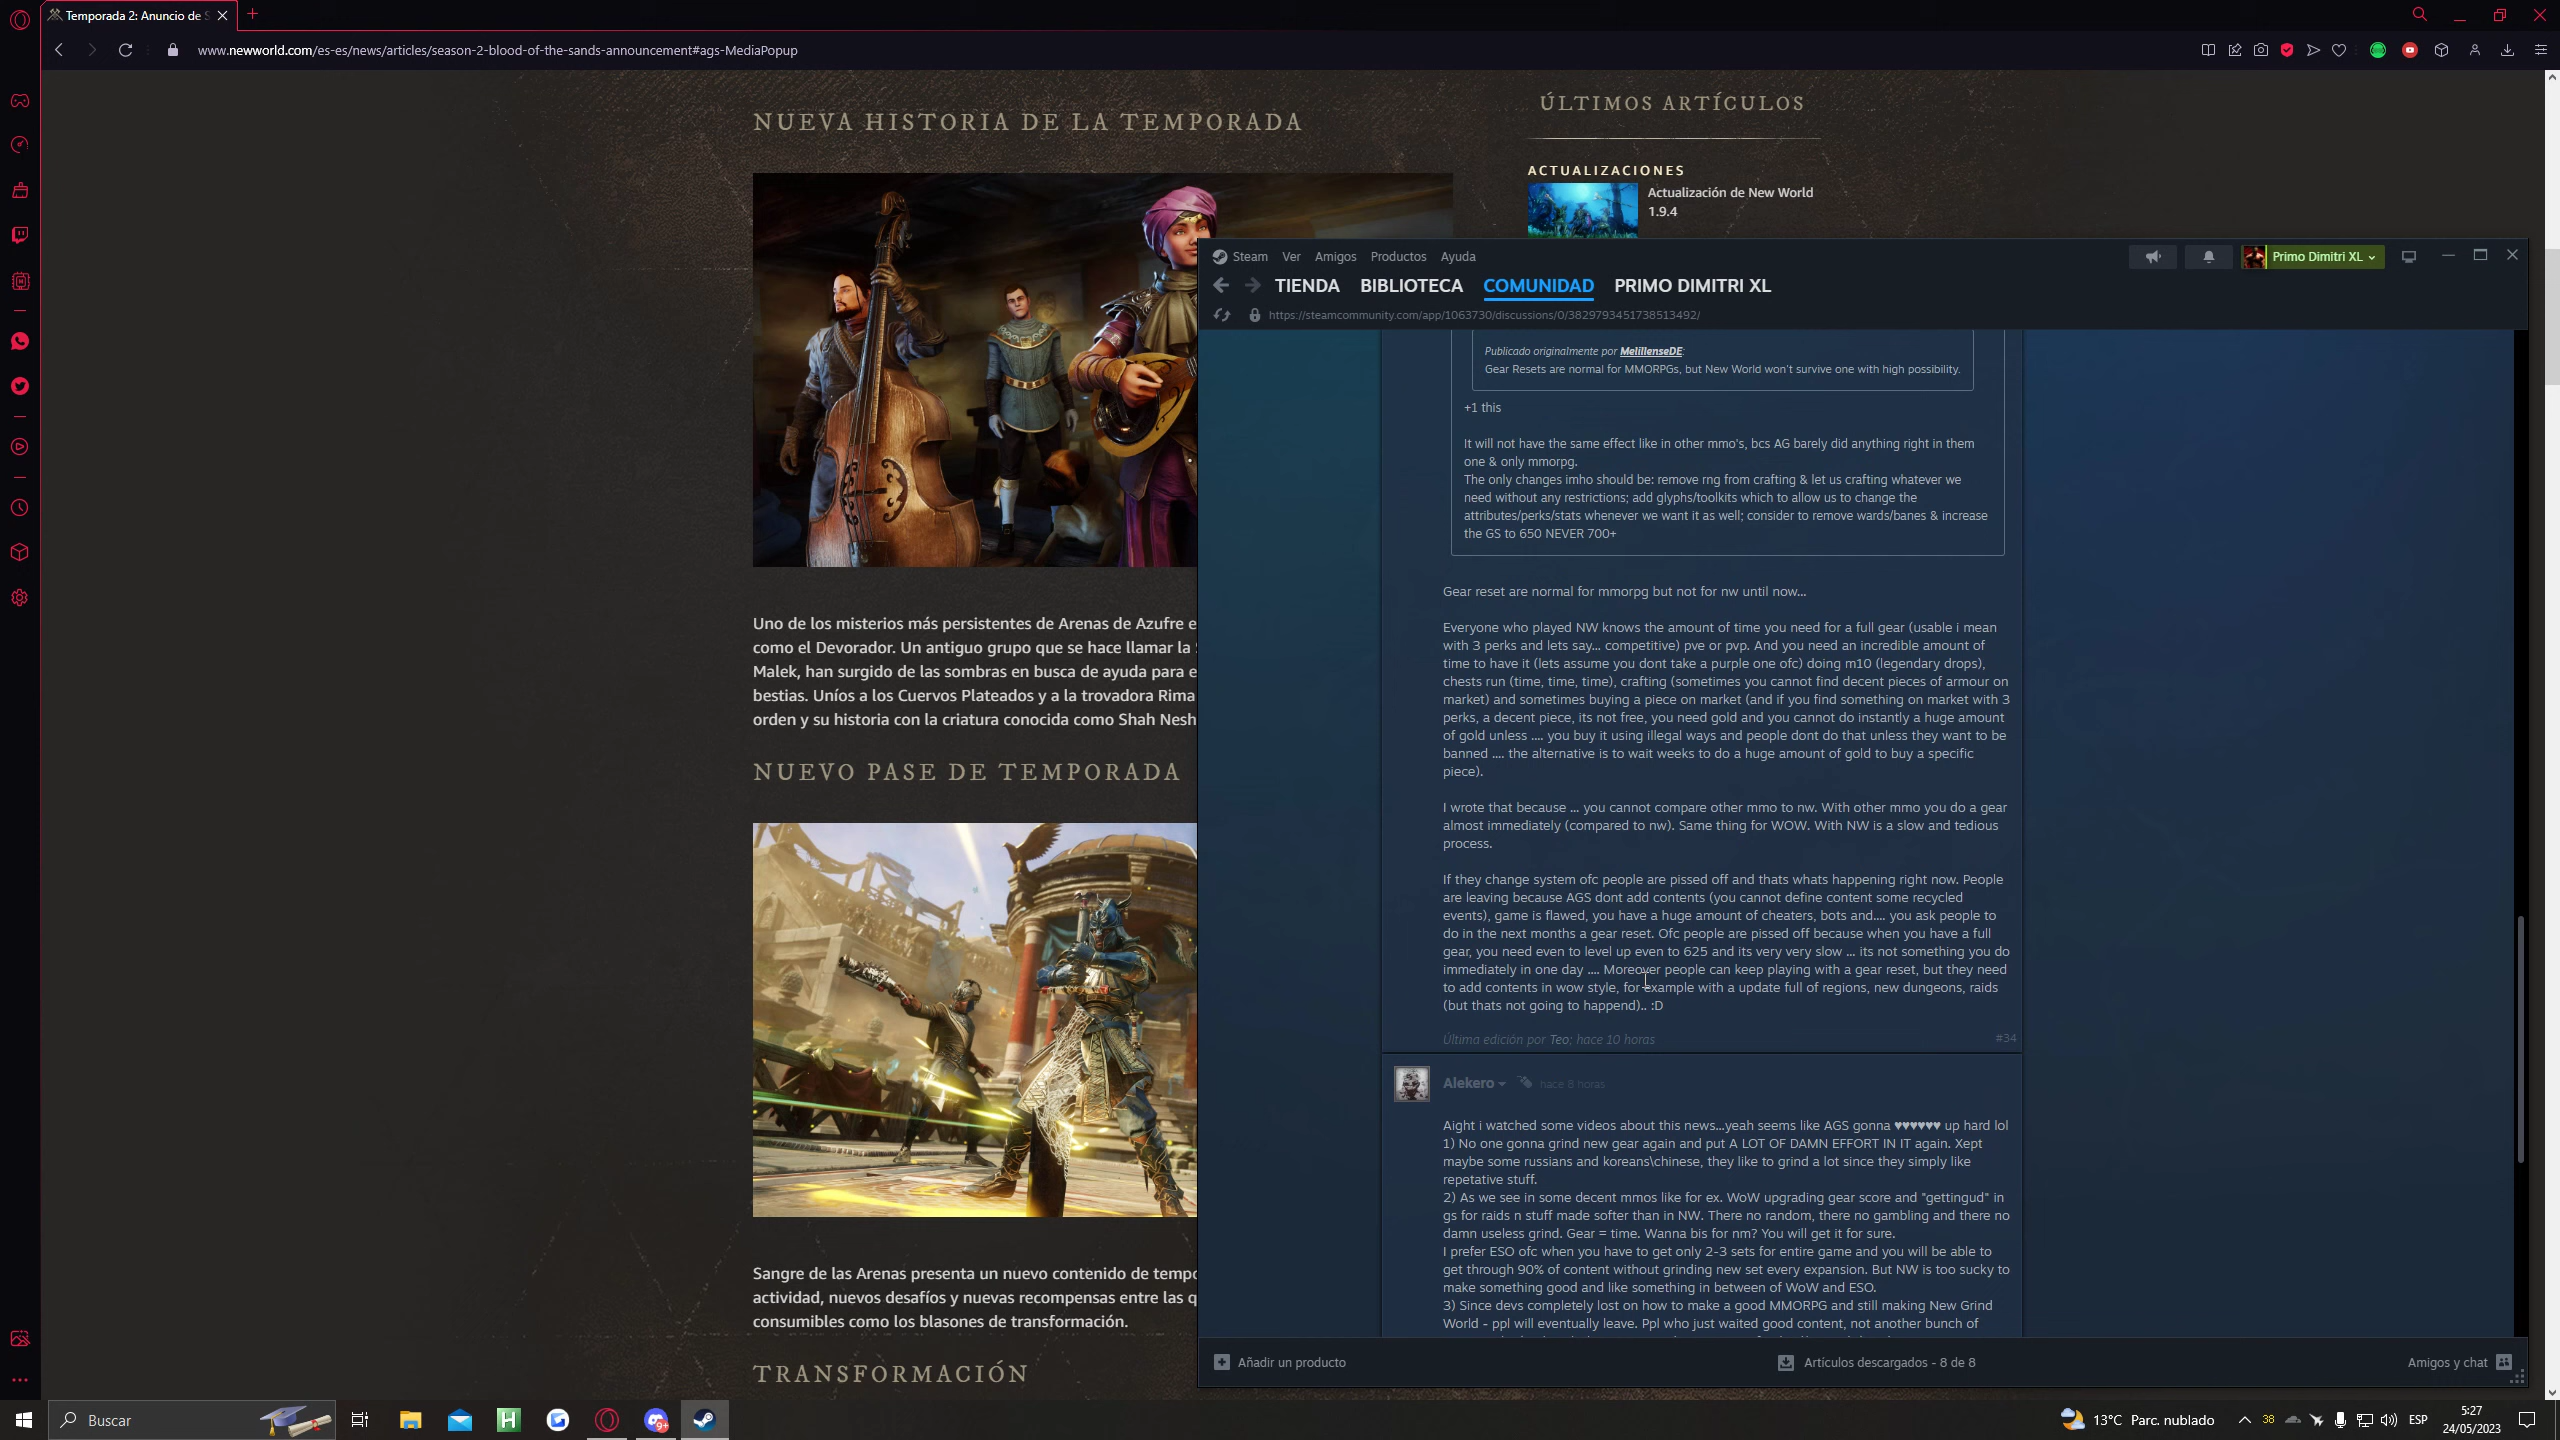 Temporada 2: Anuncio de S
www.newworld.com/es-es/news/articles/season-2-blood-of-the-sands-announcement#ags-MediaPopup
NUEVA HISTORIA DE LA TEMPORADA
ÚLTIMOS ARTÍCULOS
ACTUALIZACIONES
Actualización de New World
1.9.4
Uno de los misterios más persistentes de Arenas de Azufre e
como el Devorador. Un antiguo grupo que se hace llamar la
Malek, han surgido de las sombras en busca de ayuda para e
bestias. Uníos a los Cuervos Plateados y a la trovadora Rima
orden y su historia con la criatura conocida como Shah Nesh
NUEVO PASE DE TEMPORADA
Sangre de las Arenas presenta un nuevo contenido de tempo
actividad, nuevos desafíos y nuevas recompensas entre las q
consumibles como los blasones de transformación.
TRANSFORMACIÓN
Steam Ver Amigos Productos Ayuda
Primo Dimitri XL
TIENDA BIBLIOTECA COMUNIDAD PRIMO DIMITRI XL
https://steamcommunity.com/app/1063730/discussions/0/3829793451738513492/
Publicado originalmente por MelillenseDE:
Gear Resets are normal for MMORPGs, but New World won't survive one with high possibility.
+1 this
It will not have the same effect like in other mmo's, bcs AG barely did anything right in them
one & only mmorpg.
The only changes imho should be: remove rng from crafting & let us crafting whatever we
need without any restrictions; add glyphs/toolkits which to allow us to change the
attributes/perks/stats whenever we want it as well; consider to remove wards/banes & increase
the GS to 650 NEVER 700+
Gear reset are normal for mmorpg but not for nw until now...
Everyone who played NW knows the amount of time you need for a full gear (usable i mean
with 3 perks and lets say... competitive) pve or pvp. And you need an incredible amount of
time to have it (lets assume you dont take a purple one ofc) doing m10 (legendary drops),
chests run (time, time, time), crafting (sometimes you cannot find decent pieces of armour on
market) and sometimes buying a piece on market (and if you find something on market with 3
perks, a decent piece, its not free, you need gold and you cannot do instantly a huge amount
of gold unless .... you buy it using illegal ways and people dont do that unless they want to be
banned .... the alternative is to wait weeks to do a huge amount of gold to buy a specific
piece).
I wrote that because ... you cannot compare other mmo to nw. With other mmo you do a gear
almost immediately (compared to nw). Same thing for WOW. With NW is a slow and tedious
process.
If they change system ofc people are pissed off and thats whats happening right now. People
are leaving because AGS dont add contents (you cannot define content some recycled
events), game is flawed, you have a huge amount of cheaters, bots and.... you ask people to
do in the next months a gear reset. Ofc people are pissed off because when you have a full
gear, you need even to level up even to 625 and its very very slow ... its not something you do
immediately in one day .... Moreover people can keep playing with a gear reset, but they need
to add contents in wow style, for example with a update full of regions, new dungeons, raids
(but thats not going to happend).. :D
Última edición por Teo; hace 10 horas
#34
Alekero hace 8 horas
Aight i watched some videos about this news...yeah seems like AGS gonna ♥♥♥♥♥♥ up hard lol
1) No one gonna grind new gear again and put A LOT OF DAMN EFFORT IN IT again. Xept
maybe some russians and koreans\chinese, they like to grind a lot since they simply like
repetative stuff.
2) As we see in some decent mmos like for ex. WoW upgrading gear score and "gettingud" in
gs for raids n stuff made softer than in NW. There no random, there no gambling and there no
damn useless grind. Gear = time. Wanna bis for nm? You will get it for sure.
I prefer ESO ofc when you have to get only 2-3 sets for entire game and you will be able to
get through 90% of content without grinding new set every expansion. But NW is too sucky to
make something good and like something in between of WoW and ESO.
3) Since devs completely lost on how to make a good MMORPG and still making New Grind
World - ppl will eventually leave. Ppl who just waited good content, not another bunch of
Añadir un producto
Artículos descargados - 8 de 8
Amigos y chat
Buscar
9+
13°C Parc. nublado
38
ESP
5:27
24/05/2023